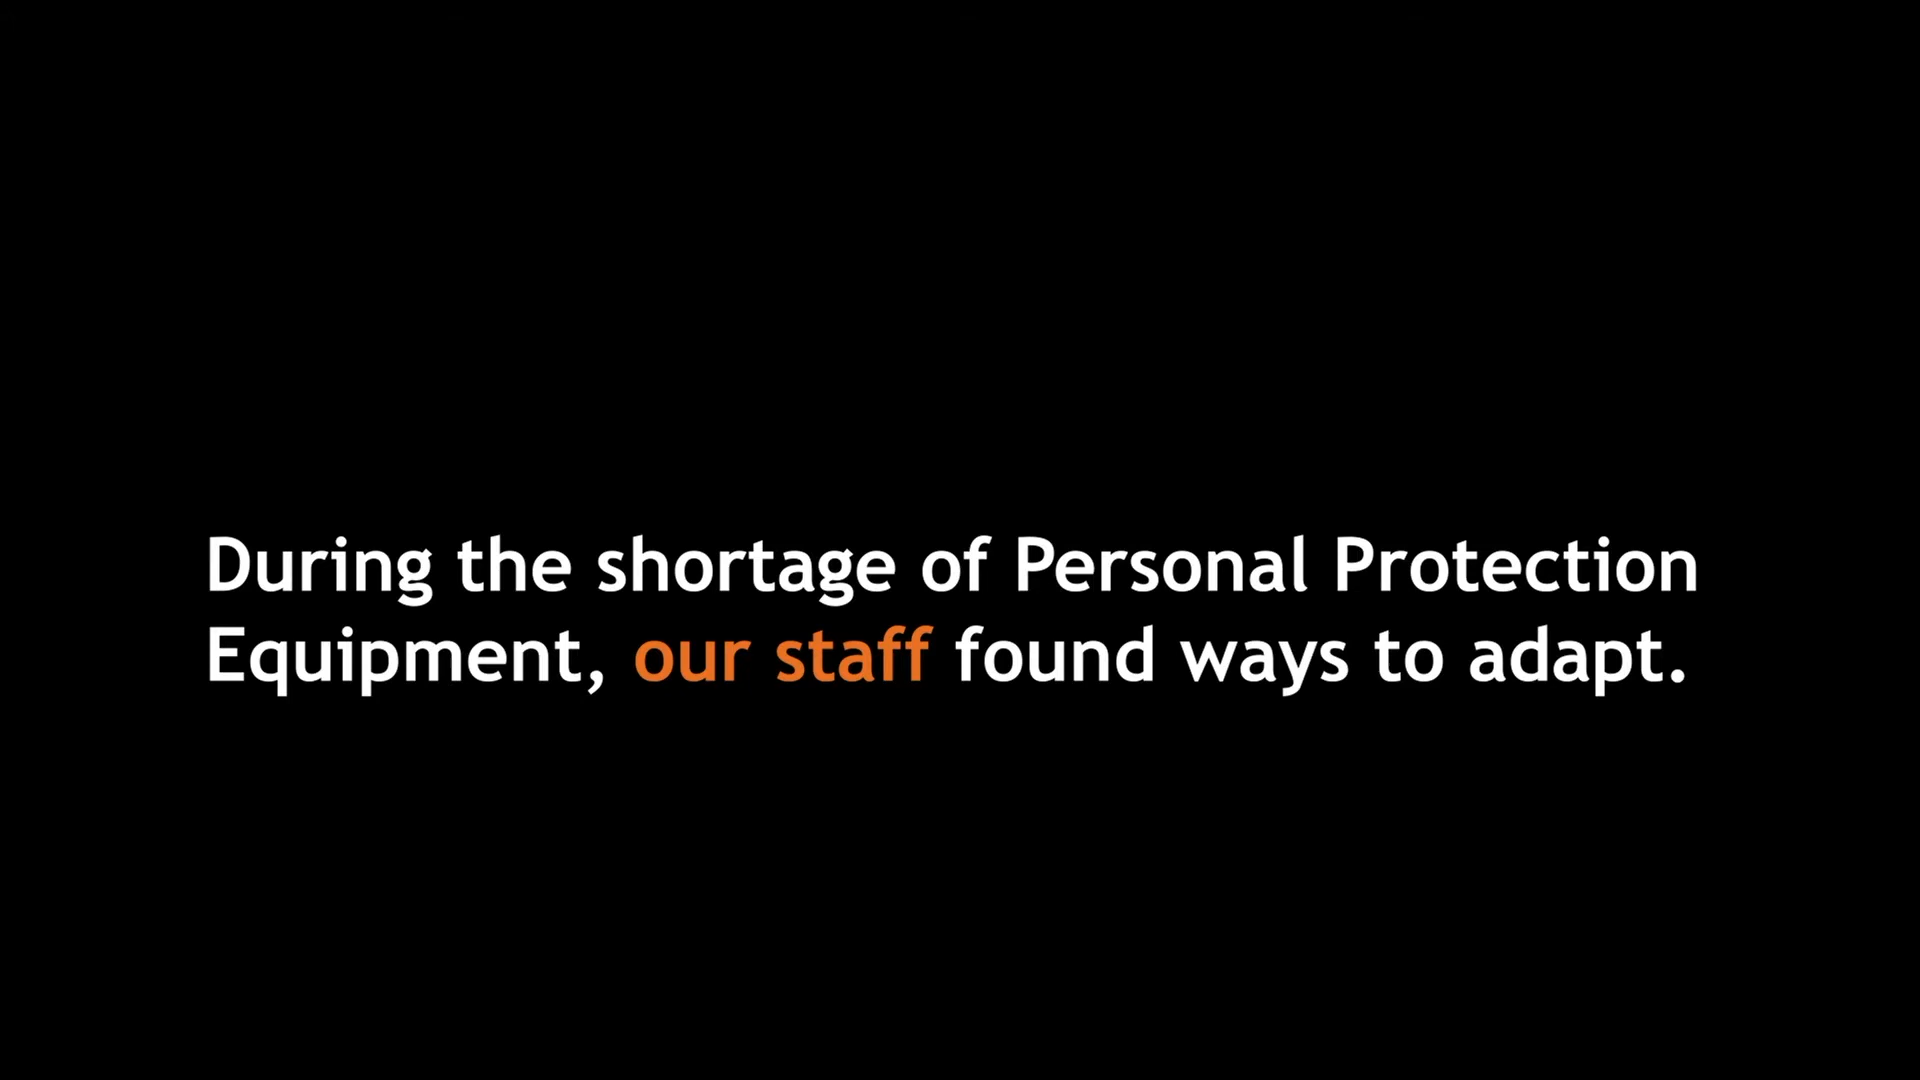 During the shortage of Personal Protection
Equipment, our staff found ways to adapt.